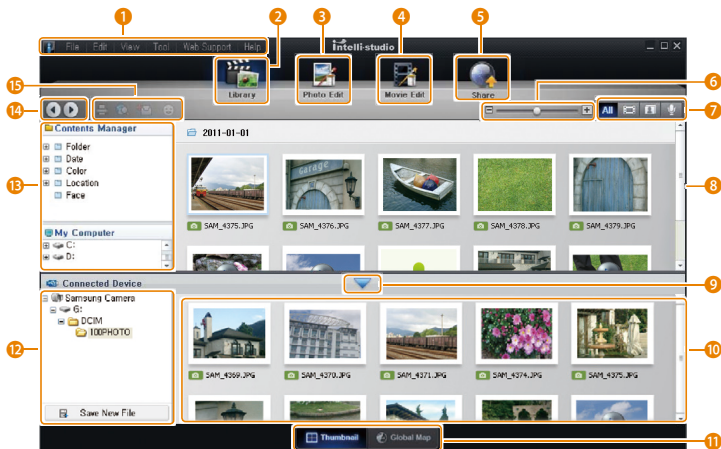 1
2
3
4
5
File Edit View Tool Web Support Help
Intelli-studio
15
Library
Photo Edit
Movie Edit
Share
6
14
All
7
Contents Manager
2011-01-01
Folder
Date
Color
Location
Face
13
8
SAM_4375.JPG
SAM_4376.JPG
SAM_4377.JPG
SAM_4378.JPG
SAM_4379.JPG
Garage
My Computer
C:
D:
Connected Device
9
Samsung Camera
G:
DCIM
100PHOTO
12
10
SAM_4369.JPG
SAM_4370.JPG
SAM_4371.JPG
SAM_4374.JPG
SAM_4375.JPG
Save New File
Thumbnail
Global Map
11